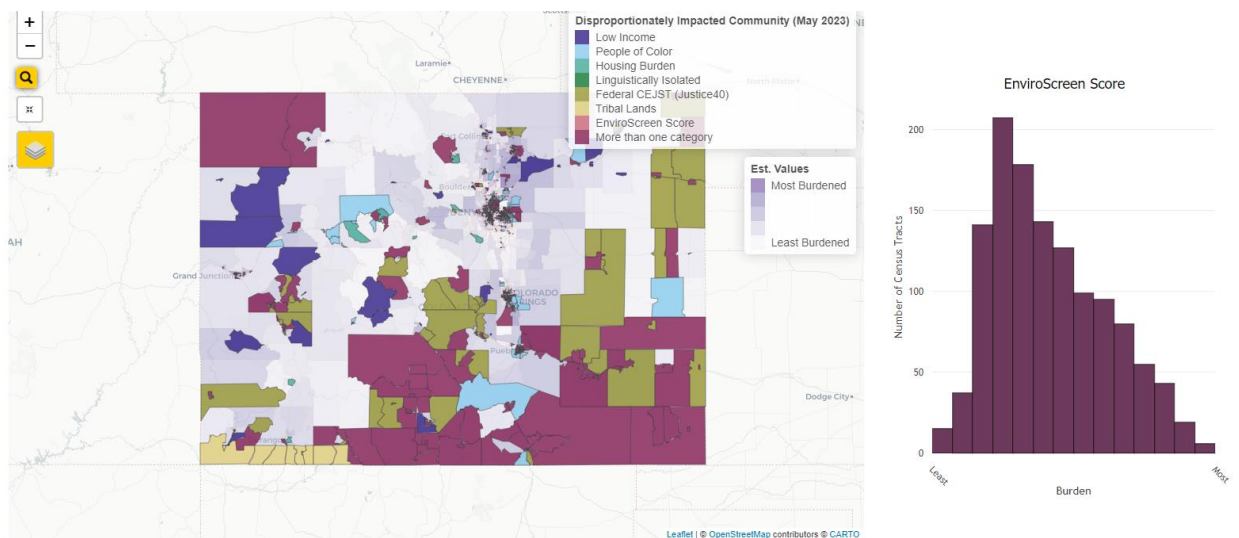 +
−
Laramie
CHEYENNE
North Platte
Fort Collins
Boulder
DENVER
Grand Junction
COLORADO
SPRINGS
Pueblo
Durango
Dodge City
AH
Disproportionately Impacted Community (May 2023)
Low Income
People of Color
Housing Burden
Linguistically Isolated
Federal CEJST (Justice40)
Tribal Lands
EnviroScreen Score
More than one category
Est. Values
Most Burdened
Least Burdened
Leaflet | © OpenStreetMap contributors © CARTO
EnviroScreen Score
Number of Census Tracts
200
150
100
50
0
Least
Most
Burden